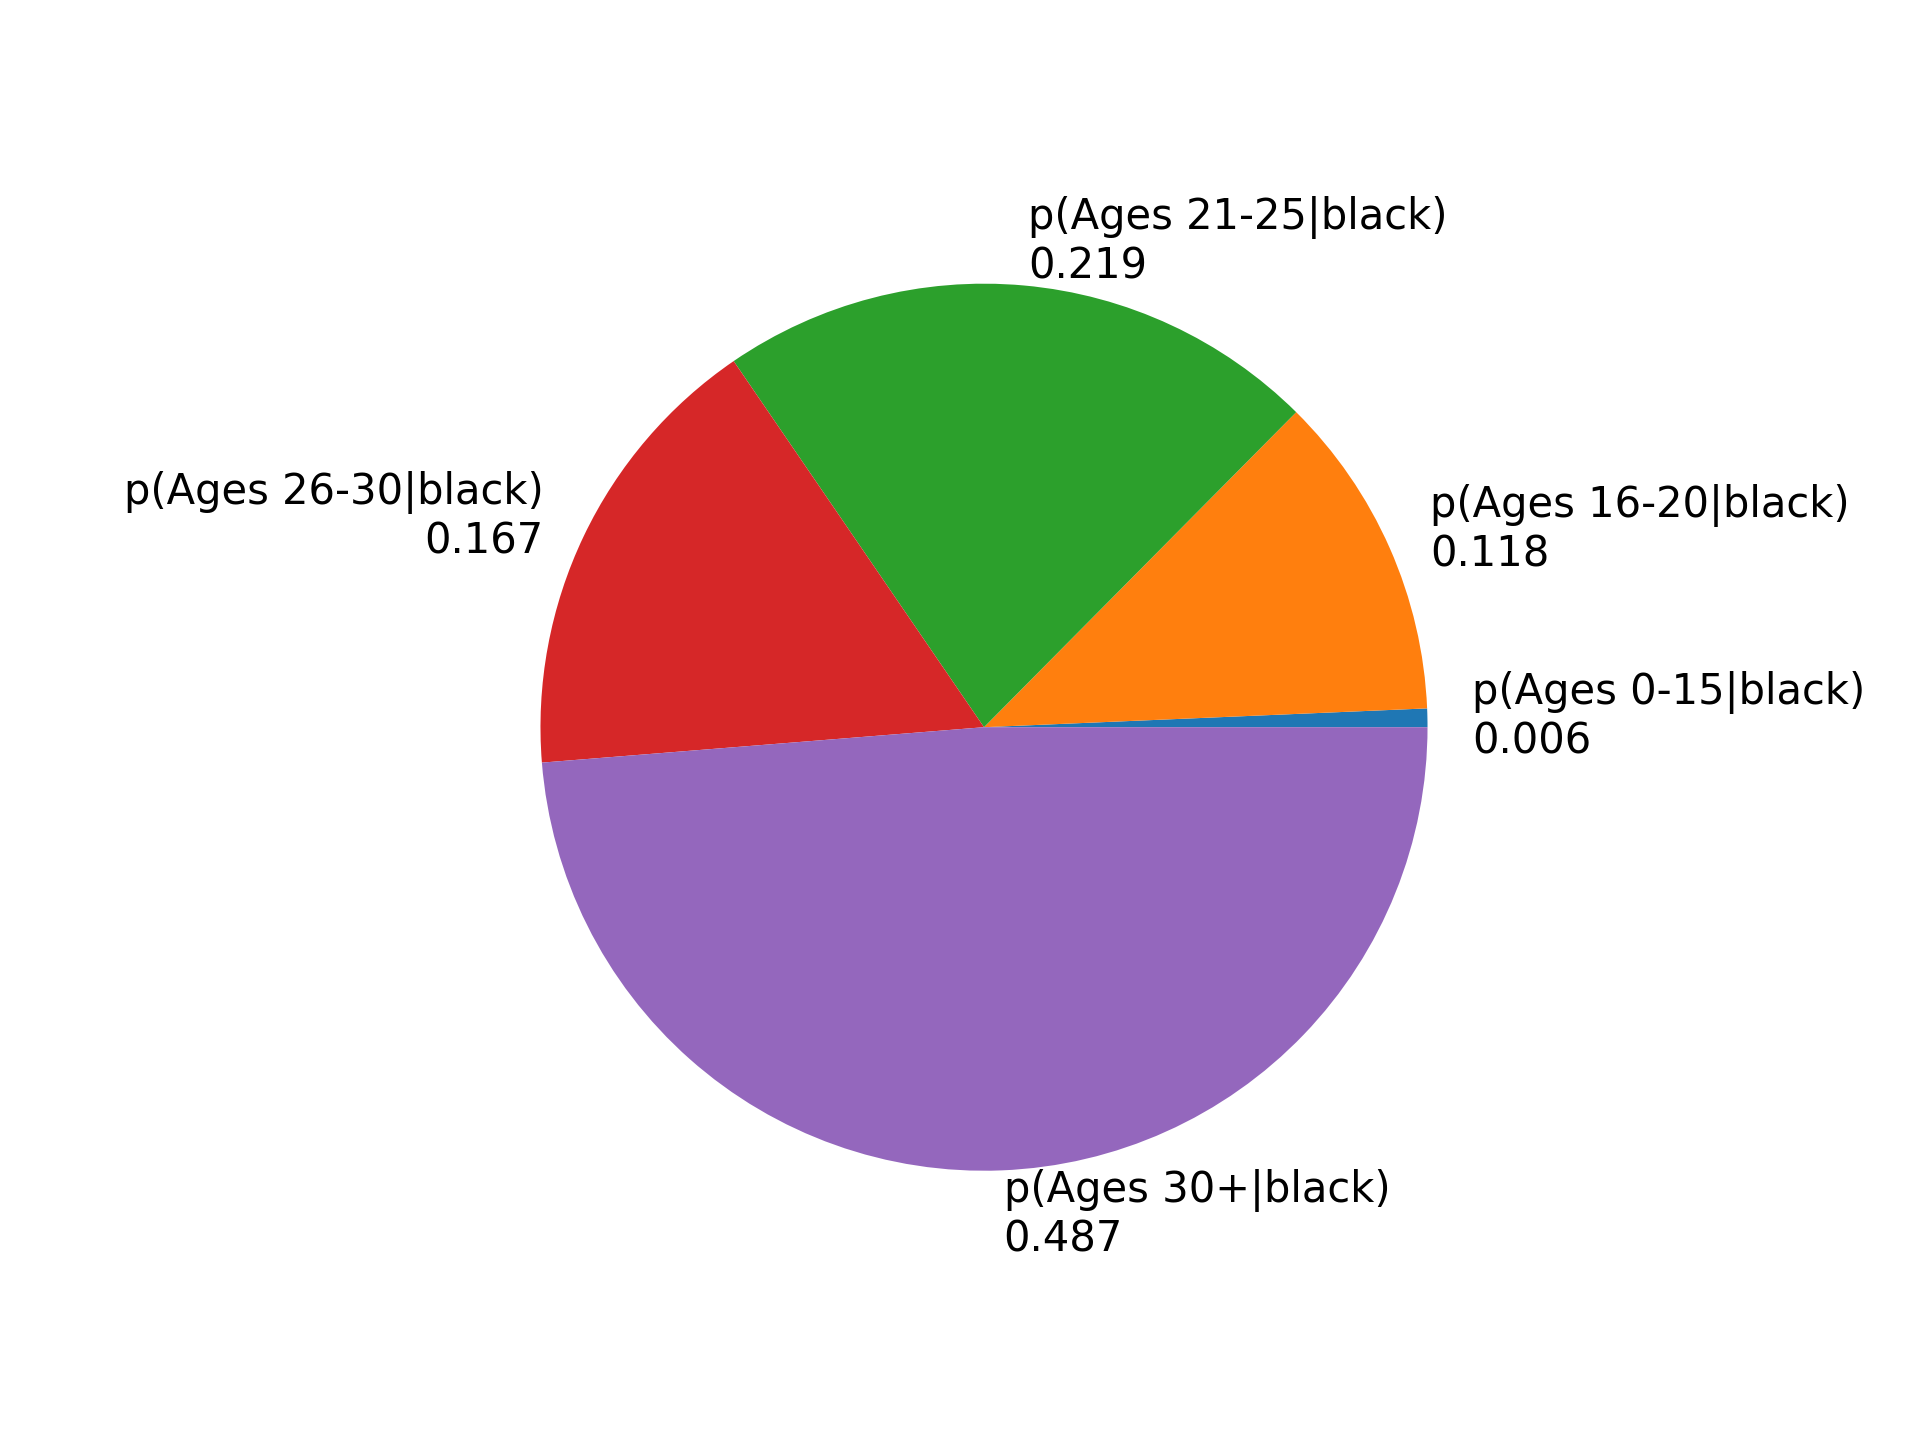 p(Ages 21-25|black)
0.219
p(Ages 26-30|black)
0.167
p(Ages 16-20|black)
0.118
p(Ages 0-15|black)
0.006
p(Ages 30+|black)
0.487